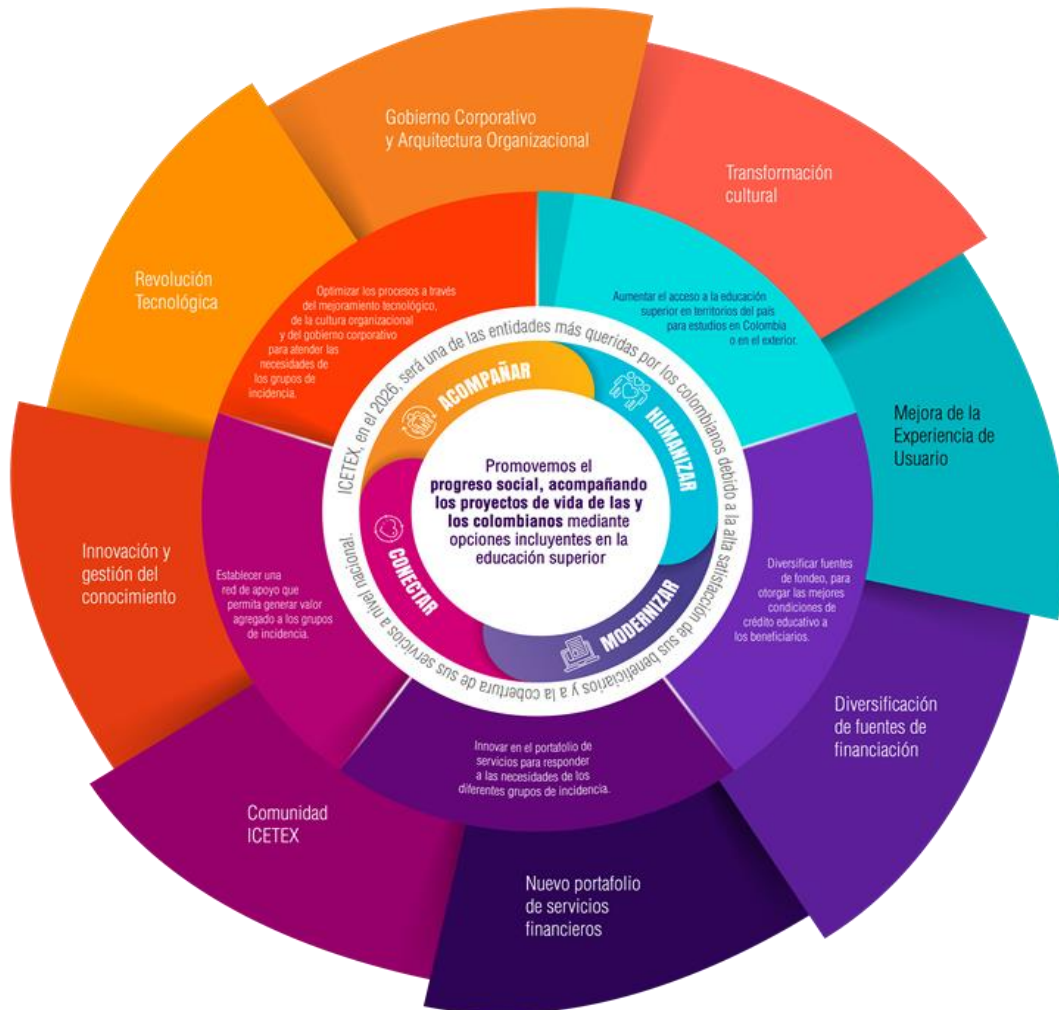 Gobierno Corporativo
y Arquitectura Organizacional
Transformación
cultural
Mejora de la
Experiencia de
Usuario
Diversificación
de fuentes de
financiación
Nuevo portafolio
de servicios
financieros
Comunidad
ICETEX
Innovación y
gestión del
conocimiento
Revolución
Tecnológica
Optimizar los procesos a través
del mejoramiento tecnológico,
de la cultura organizacional
y del gobierno corporativo
para atender las
necesidades de
los grupos de
incidencia.
Aumentar el acceso a la educación
superior en territorios del país
para estudios en Colombia
o en el exterior.
Diversificar fuentes
de fondeo, para
otorgar las mejores
condiciones de
crédito educativo a
los beneficiarios.
Innovar en el portafolio de
servicios para responder
a las necesidades de los
diferentes grupos de incidencia.
Establecer una
red de apoyo que
permita generar valor
agregado a los grupos
de incidencia.
ICETEX, en el 2026, será una de las entidades más queridas por los colombianos debido a la alta satisfacción de sus beneficiarios y a la cobertura de sus servicios a nivel nacional.
ACOMPAÑAR
HUMANIZAR
MODERNIZAR
CONECTAR
Promovemos el
progreso social, acompañando
los proyectos de vida de las y
los colombianos mediante
opciones incluyentes en la
educación superior